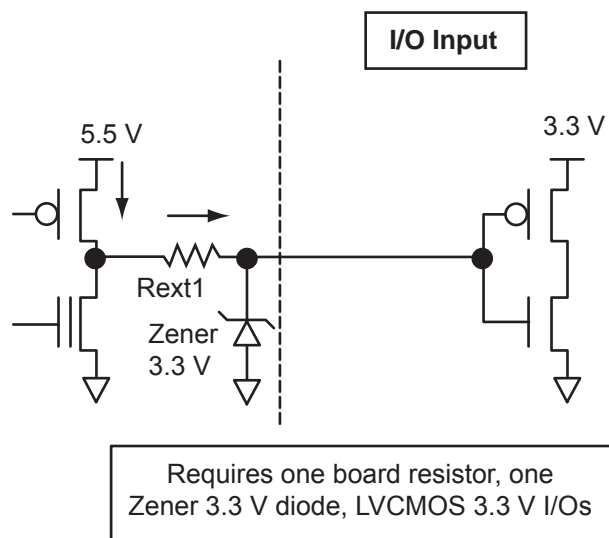 I/O Input
5.5 V
3.3 V
Rext1
Zener
3.3 V
Requires one board resistor, one
Zener 3.3 V diode, LVCMOS 3.3 V I/Os